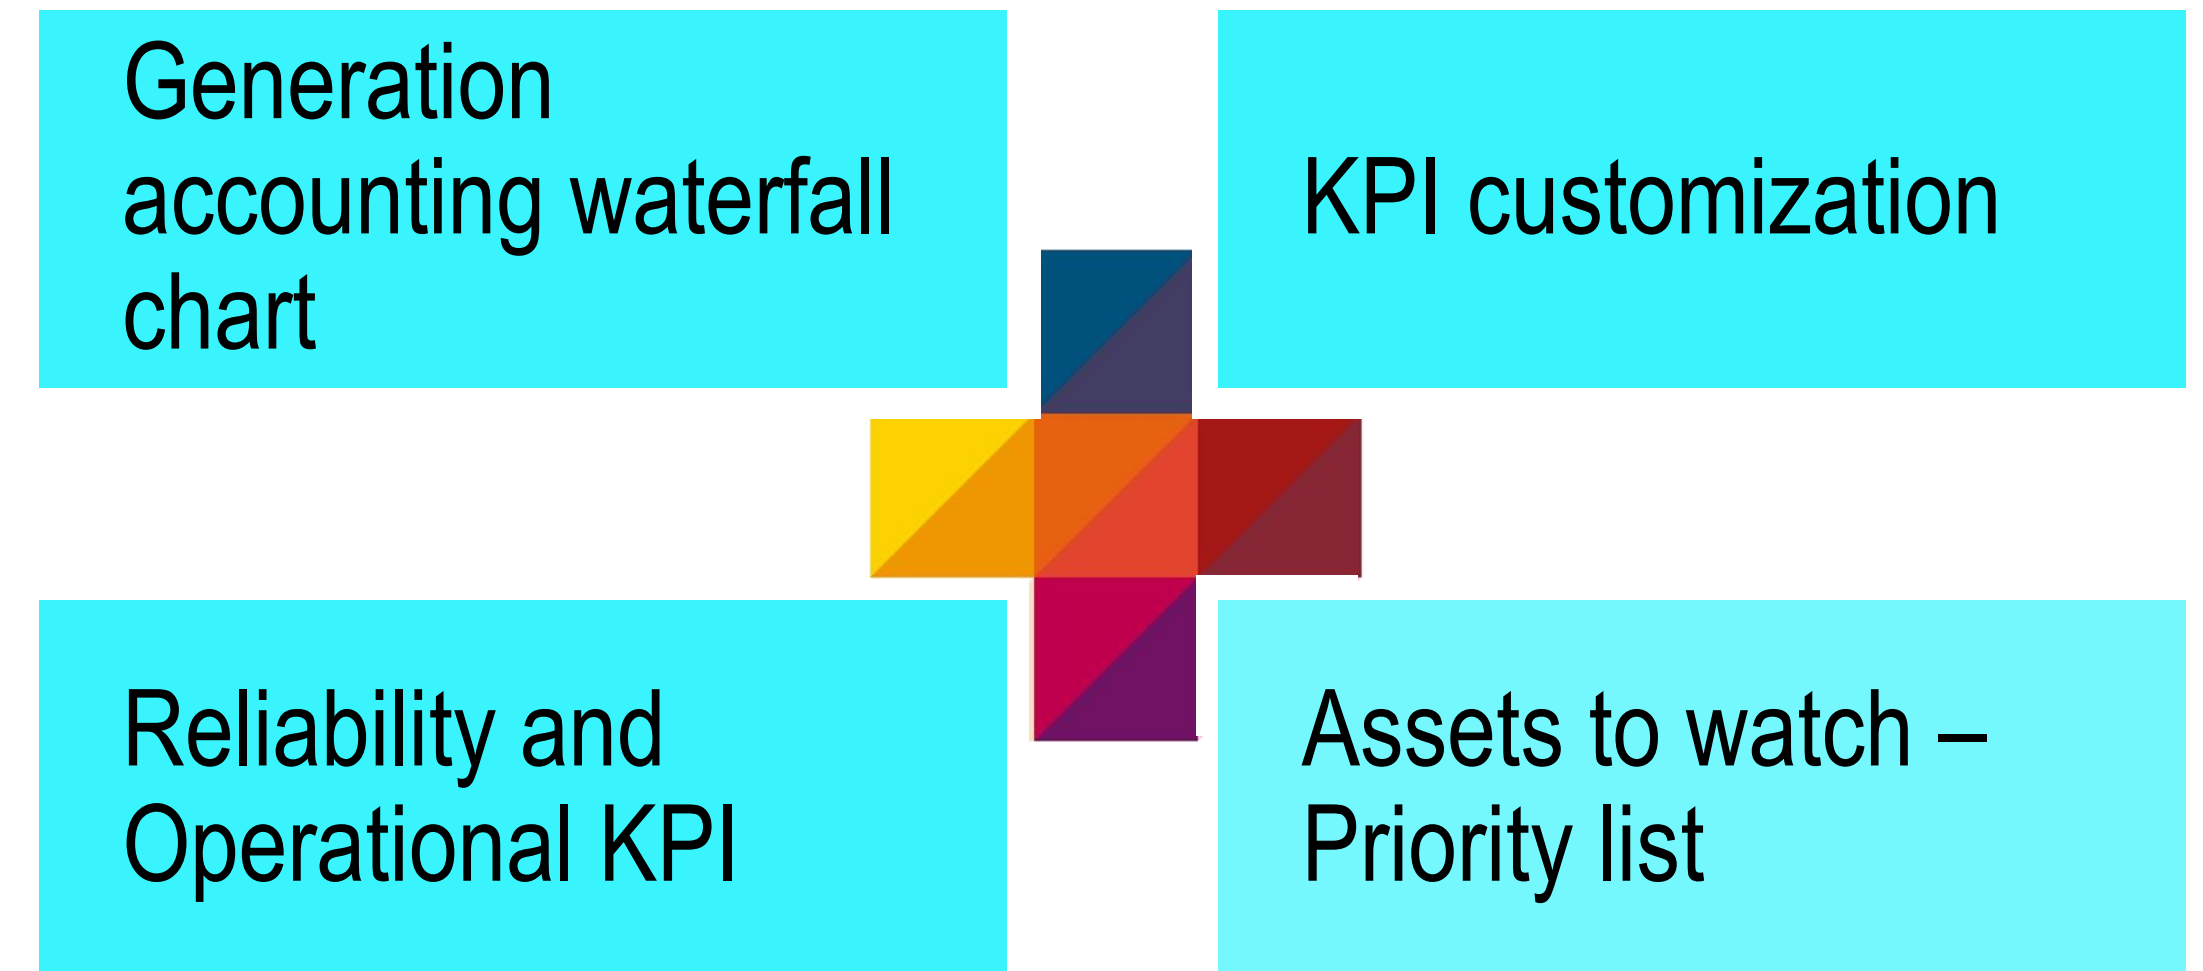 Generation
accounting waterfall
chart
KPI customization
Reliability and
Operational KPI
Assets to watch –
Priority list